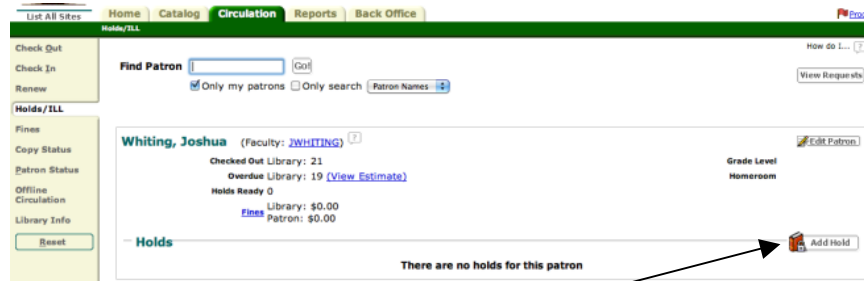 List All Sites
Home Catalog Circulation Reports Back Office
Holds/ILL
Check Out
Check In
Renew
Holds/ILL
Fines
Copy Status
Patron Status
Offline
Circulation
Library Info
Reset
How do I... ?
Find Patron Go!
Only my patrons Only search Patron Names
View Requests
Whiting, Joshua (Faculty: JWHITING) ?
Edit Patron
Checked Out Library: 21
Grade Level
Overdue Library: 19 (View Estimate)
Homeroom
Holds Ready 0
Fines Library: $0.00
Patron: $0.00
Holds
Add Hold
There are no holds for this patron